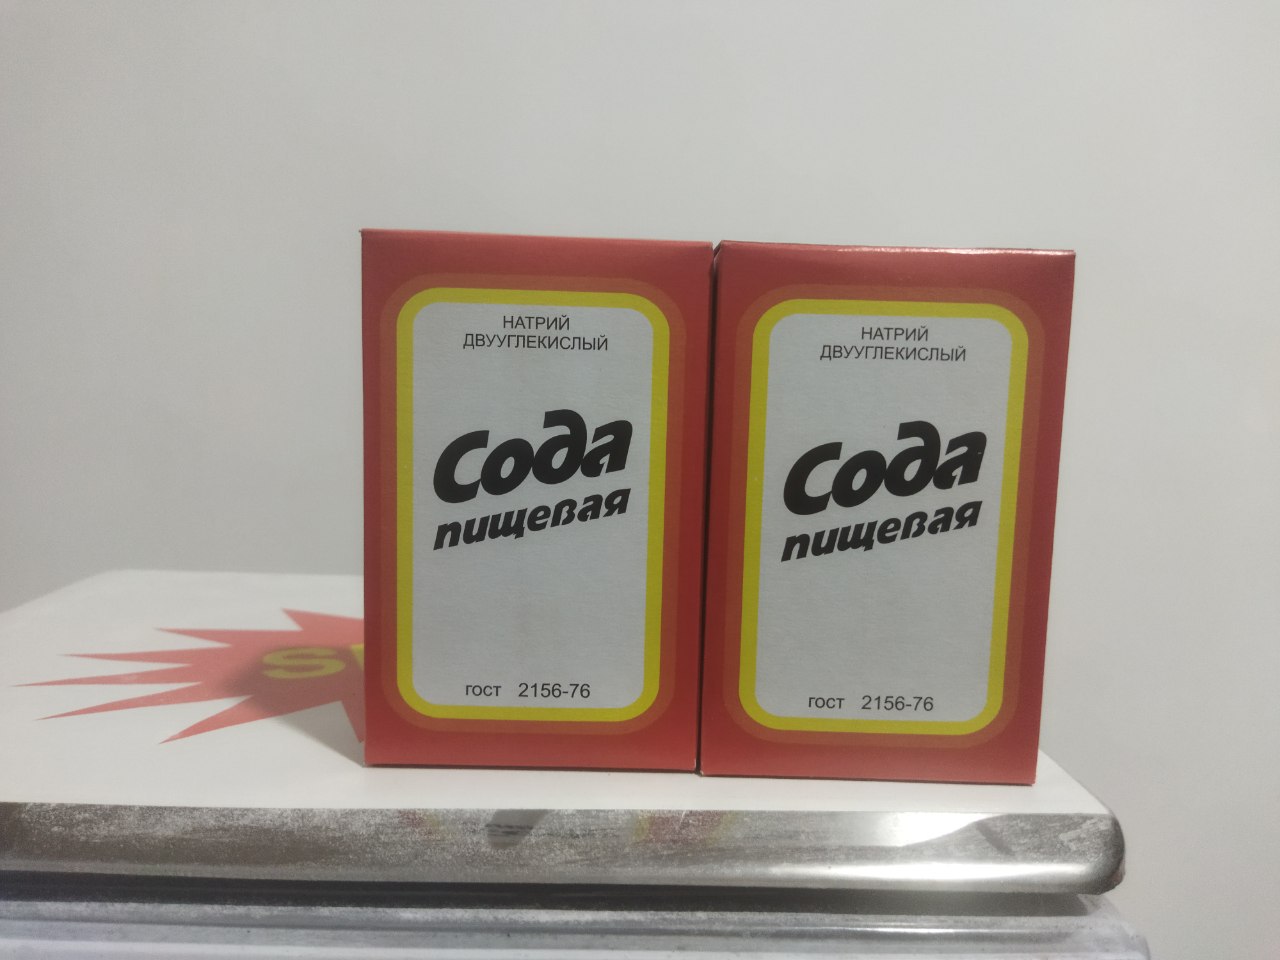 НАТРИЙ
ДВУУГЛЕКИСЛЫЙ
Сода
пищевая
гост 2156-76
НАТРИЙ
ДВУУГЛЕКИСЛЫЙ
Сода
пищевая
гост 2156-76